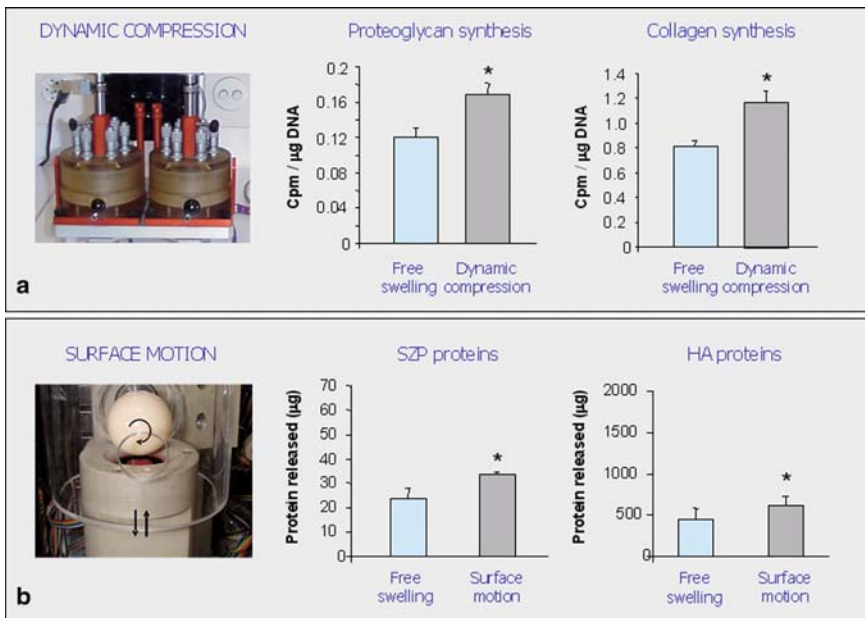 DYNAMIC COMPRESSION
Proteoglycan synthesis
Cpm / µg DNA
0.2
0.16
0.12
0.08
0.04
0
*
Free swelling
Dynamic compression
Collagen synthesis
Cpm / µg DNA
1.4
1.2
1.0
0.8
0.6
0.4
0.2
0
*
Free swelling
Dynamic compression
a
SURFACE MOTION
SZP proteins
Protein released (µg)
70
60
50
40
30
20
10
0
*
Free swelling
Surface motion
HA proteins
Protein released (µg)
2000
1500
1000
500
0
*
Free swelling
Surface motion
b